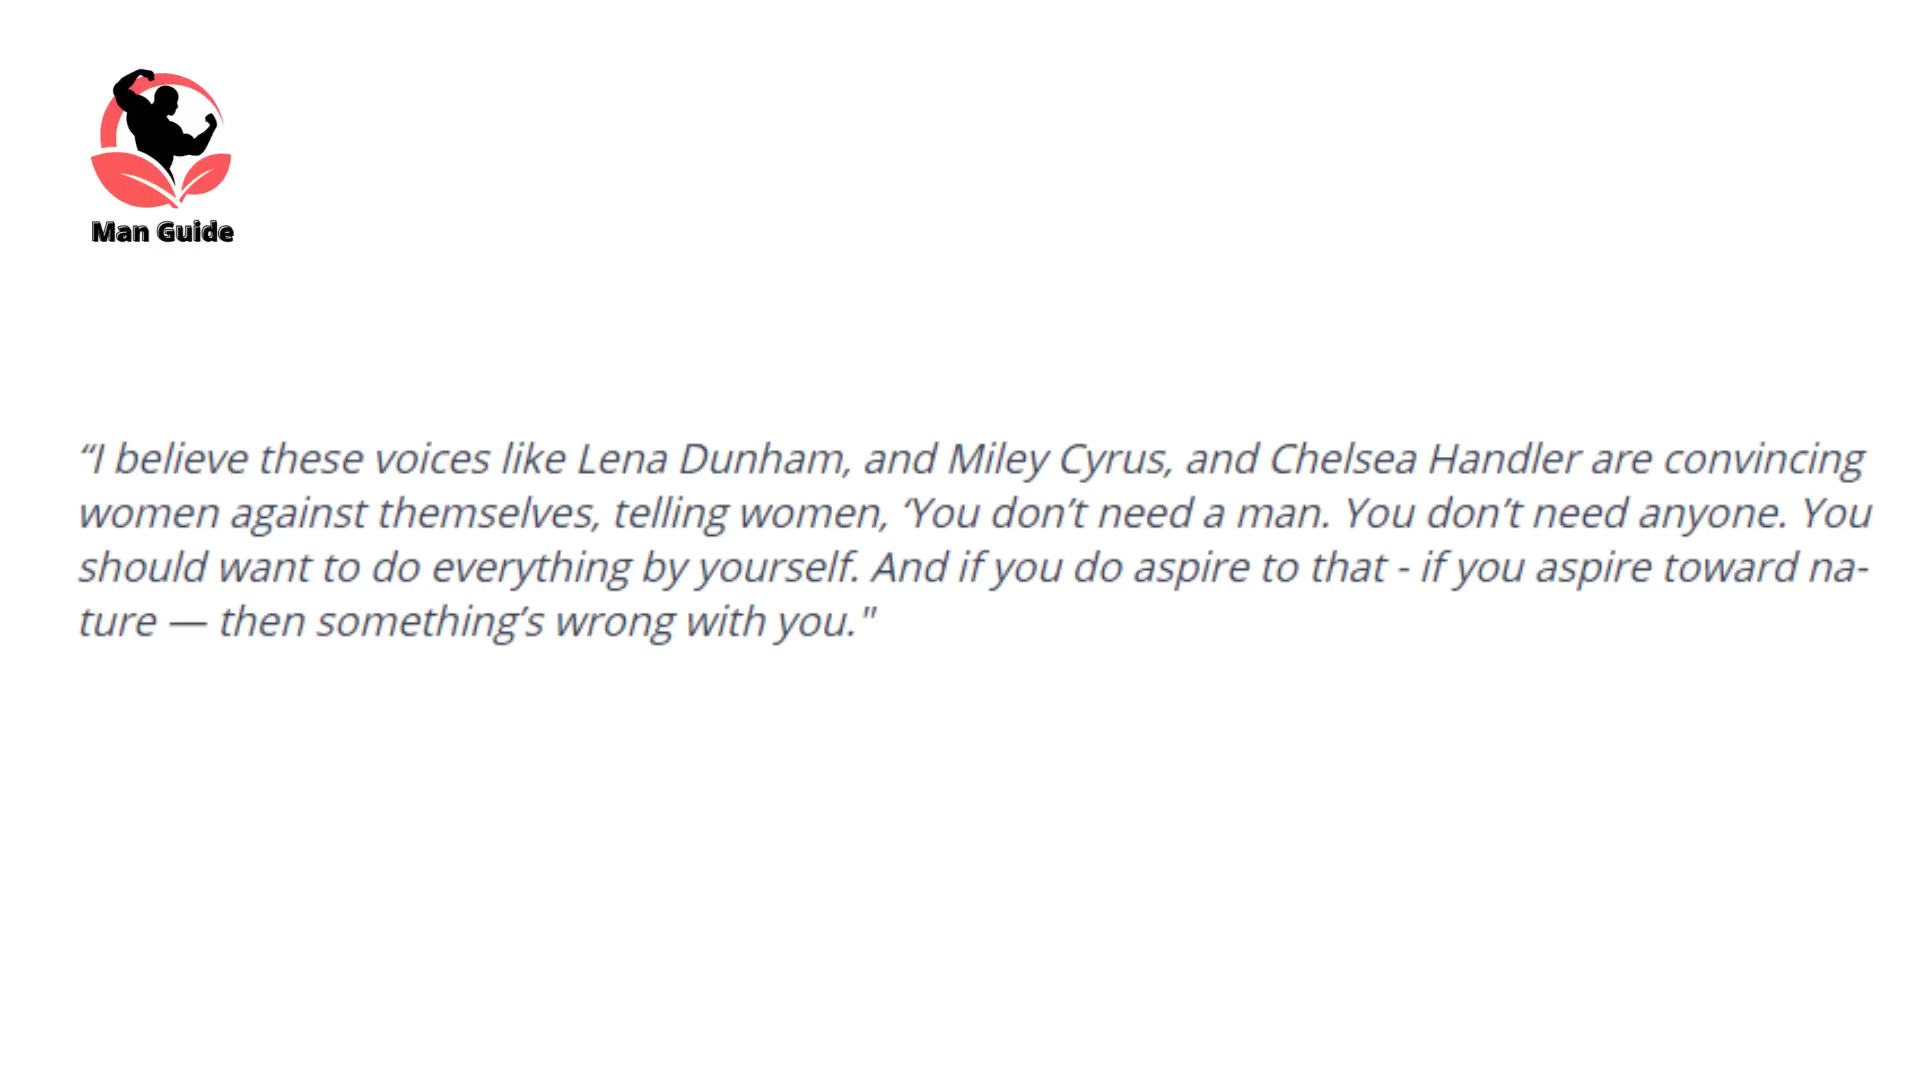 Man Guide
“I believe these voices like Lena Dunham, and Miley Cyrus, and Chelsea Handler are convincing
women against themselves, telling women, ‘You don’t need a man. You don’t need anyone. You
should want to do everything by yourself. And if you do aspire to that - if you aspire toward na-
ture — then something’s wrong with you."